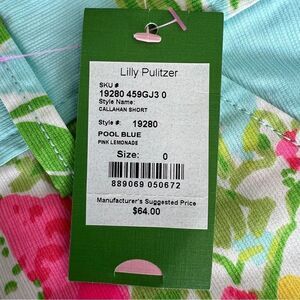 Lilly Pulitzer
SKU #
19280 459GJ3 0
Style Name:
CALLAHAN SHORT
Style #: 19280
POOL BLUE
PINK LEMONADE
Size: 0
889069 050672
Manufacturer's Suggested Price
$64.00